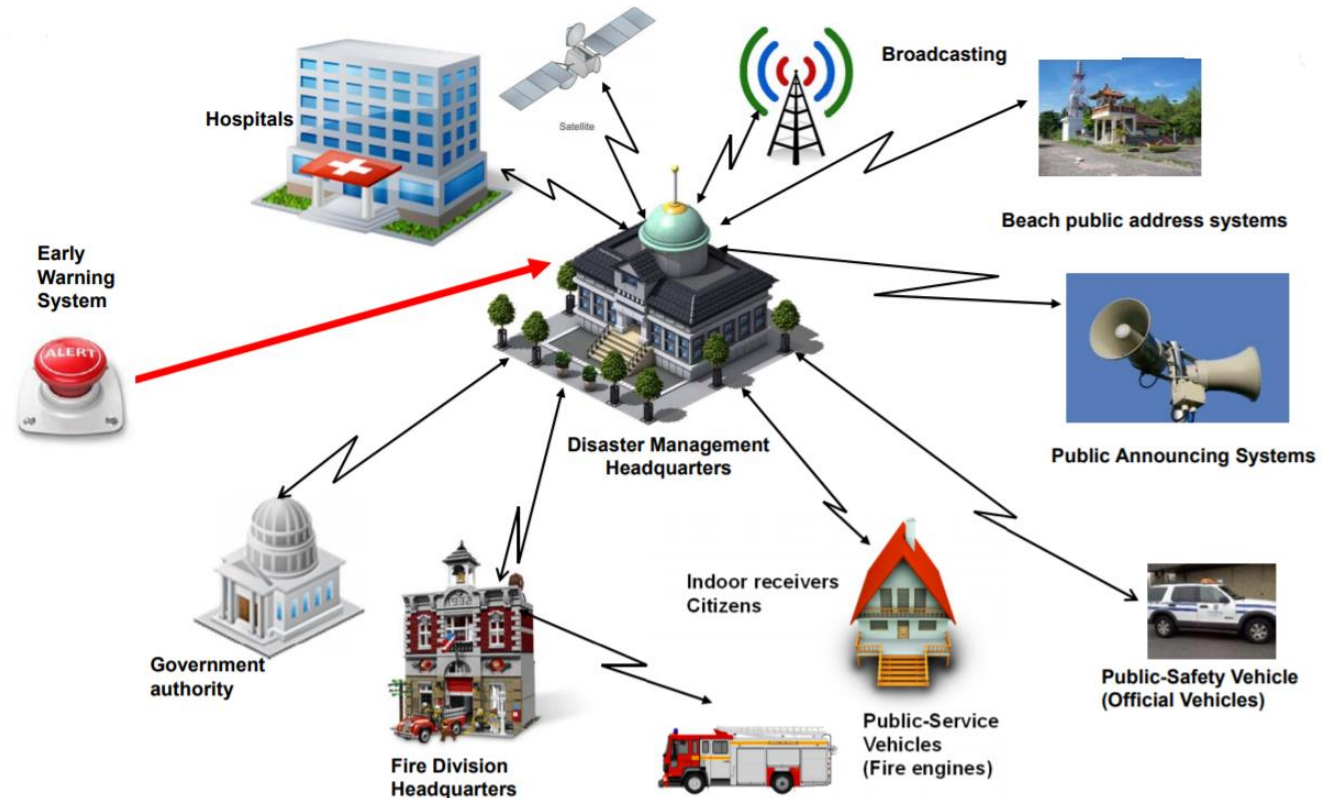 Broadcasting
Hospitals
Satellite
Beach public address systems
Early
Warning
System
ALERT
Disaster Management
Headquarters
Public Announcing Systems
Indoor receivers
Citizens
Government
authority
Public-Safety Vehicle
(Official Vehicles)
Public-Service
Vehicles
(Fire engines)
Fire Division
Headquarters